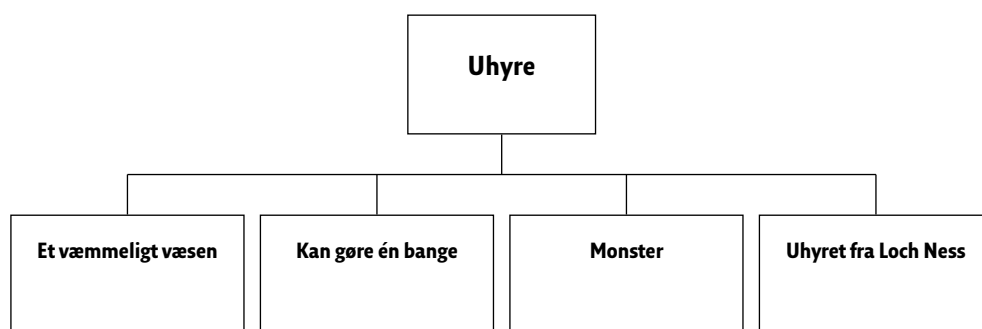 Uhyre
Et væmmeligt væsen
Kan gøre én bange
Monster
Uhyret fra Loch Ness